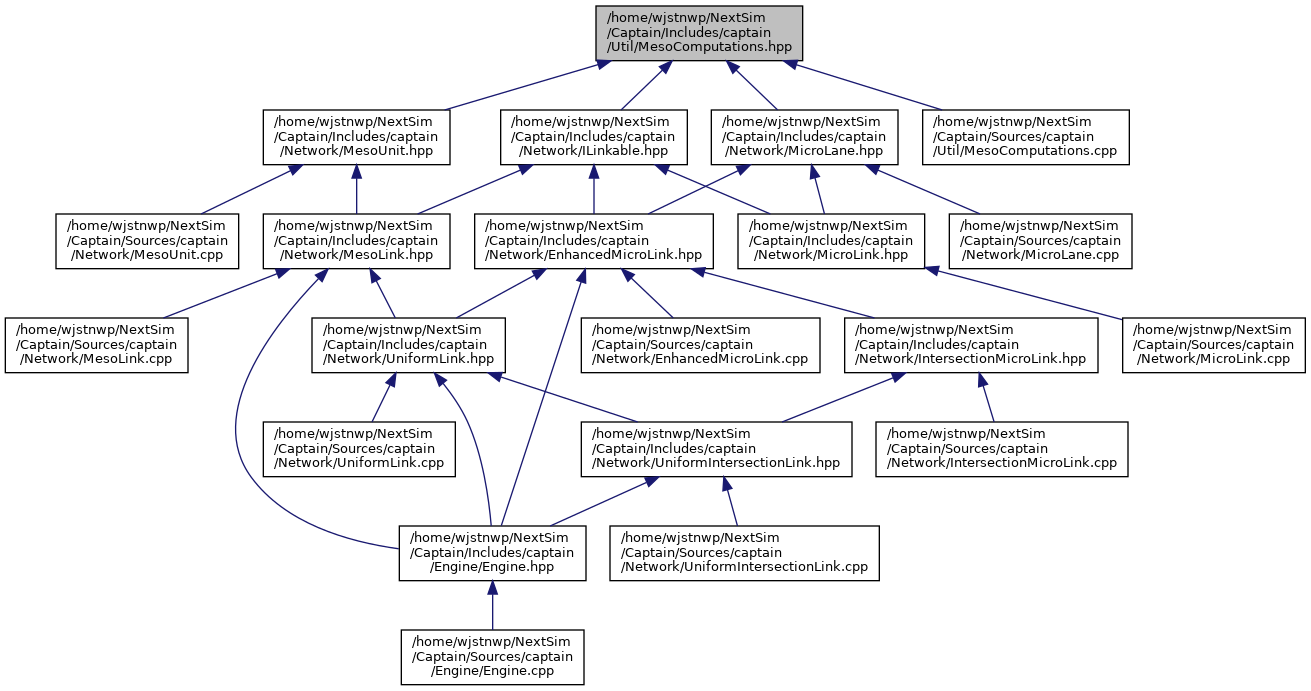 /home/wjstnwp/NextSim
/Captain/Includes/captain
/Util/MesoComputations.hpp
/home/wjstnwp/NextSim
/Captain/Includes/captain
/Network/MesoUnit.hpp
/home/wjstnwp/NextSim
/Captain/Includes/captain
/Network/ILinkable.hpp
/home/wjstnwp/NextSim
/Captain/Includes/captain
/Network/MicroLane.hpp
/home/wjstnwp/NextSim
/Captain/Sources/captain
/Util/MesoComputations.cpp
/home/wjstnwp/NextSim
/Captain/Sources/captain
/Network/MesoUnit.cpp
/home/wjstnwp/NextSim
/Captain/Includes/captain
/Network/MesoLink.hpp
/home/wjstnwp/NextSim
/Captain/Includes/captain
/Network/EnhancedMicroLink.hpp
/home/wjstnwp/NextSim
/Captain/Includes/captain
/Network/MicroLink.hpp
/home/wjstnwp/NextSim
/Captain/Sources/captain
/Network/MicroLane.cpp
/home/wjstnwp/NextSim
/Captain/Sources/captain
/Network/MesoLink.cpp
/home/wjstnwp/NextSim
/Captain/Includes/captain
/Network/UniformLink.hpp
/home/wjstnwp/NextSim
/Captain/Sources/captain
/Network/EnhancedMicroLink.cpp
/home/wjstnwp/NextSim
/Captain/Includes/captain
/Network/IntersectionMicroLink.hpp
/home/wjstnwp/NextSim
/Captain/Sources/captain
/Network/MicroLink.cpp
/home/wjstnwp/NextSim
/Captain/Sources/captain
/Network/UniformLink.cpp
/home/wjstnwp/NextSim
/Captain/Includes/captain
/Network/UniformIntersectionLink.hpp
/home/wjstnwp/NextSim
/Captain/Sources/captain
/Network/IntersectionMicroLink.cpp
/home/wjstnwp/NextSim
/Captain/Includes/captain
/Engine/Engine.hpp
/home/wjstnwp/NextSim
/Captain/Sources/captain
/Network/UniformIntersectionLink.cpp
/home/wjstnwp/NextSim
/Captain/Sources/captain
/Engine/Engine.cpp